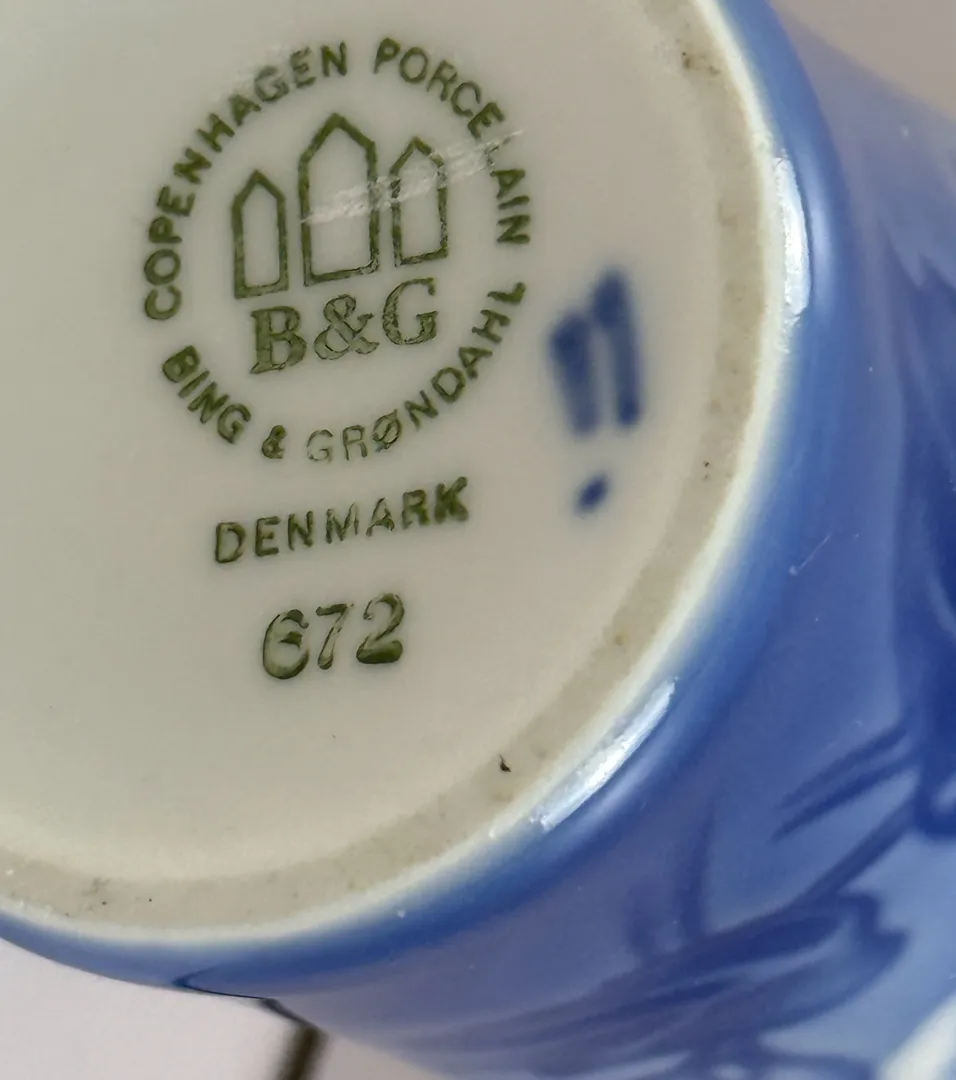 COPENHAGEN PORCELAIN
B&G
BING & GRØNDAHL
DENMARK
672